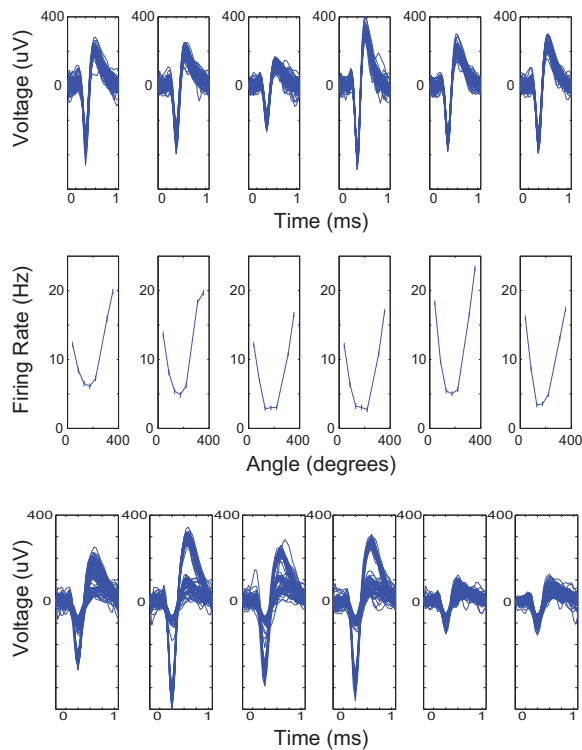 400 400 400 400 400 400
Voltage (uV)
0 0 0 0 0 0
0 1 0 1 0 1 0 1 0 1 0 1
Time (ms)
Firing Rate (Hz)
20 20 20 20 20 20
10 10 10 10 10 10
0 0 0 0 0 0
0 400 0 400 0 400 0 400 0 400 0 400
Angle (degrees)
400 400 400 400 400 400
Voltage (uV)
0 0 0 0 0 0
0 1 0 1 0 1 0 1 0 1 0 1
Time (ms)